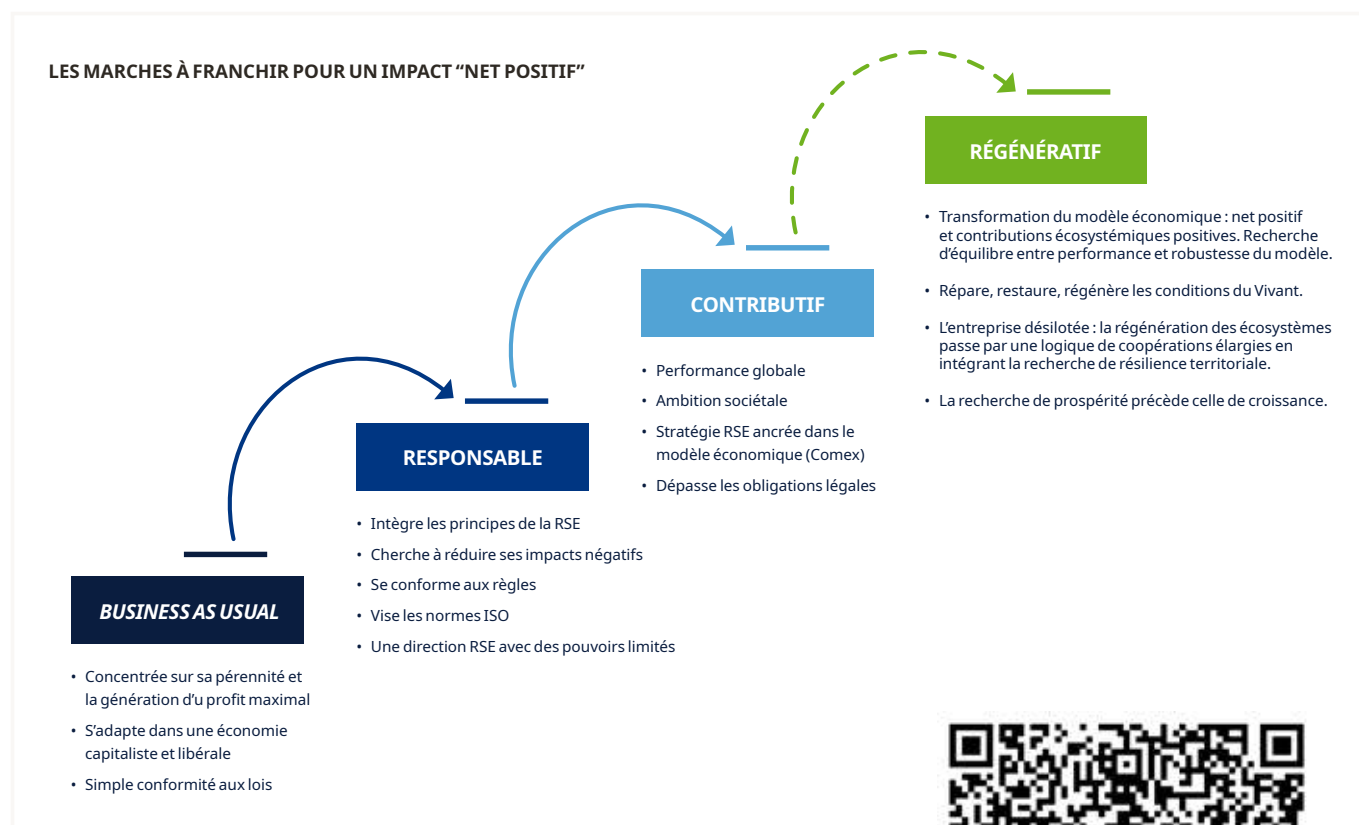 LES MARCHES À FRANCHIR POUR UN IMPACT “NET POSITIF”
BUSINESS AS USUAL
• Concentrée sur sa pérennité et
la génération d’u profit maximal
• S’adapte dans une économie
capitaliste et libérale
• Simple conformité aux lois
RESPONSABLE
• Intègre les principes de la RSE
• Cherche à réduire ses impacts négatifs
• Se conforme aux règles
• Vise les normes ISO
• Une direction RSE avec des pouvoirs limités
CONTRIBUTIF
• Performance globale
• Ambition sociétale
• Stratégie RSE ancrée dans le
modèle économique (Comex)
• Dépasse les obligations légales
RÉGÉNÉRATIF
• Transformation du modèle économique : net positif
et contributions écosystémiques positives. Recherche
d’équilibre entre performance et robustesse du modèle.
• Répare, restaure, régénère les conditions du Vivant.
• L’entreprise désilotée : la régénération des écosystèmes
passe par une logique de coopérations élargies en
intégrant la recherche de résilience territoriale.
• La recherche de prospérité précède celle de croissance.